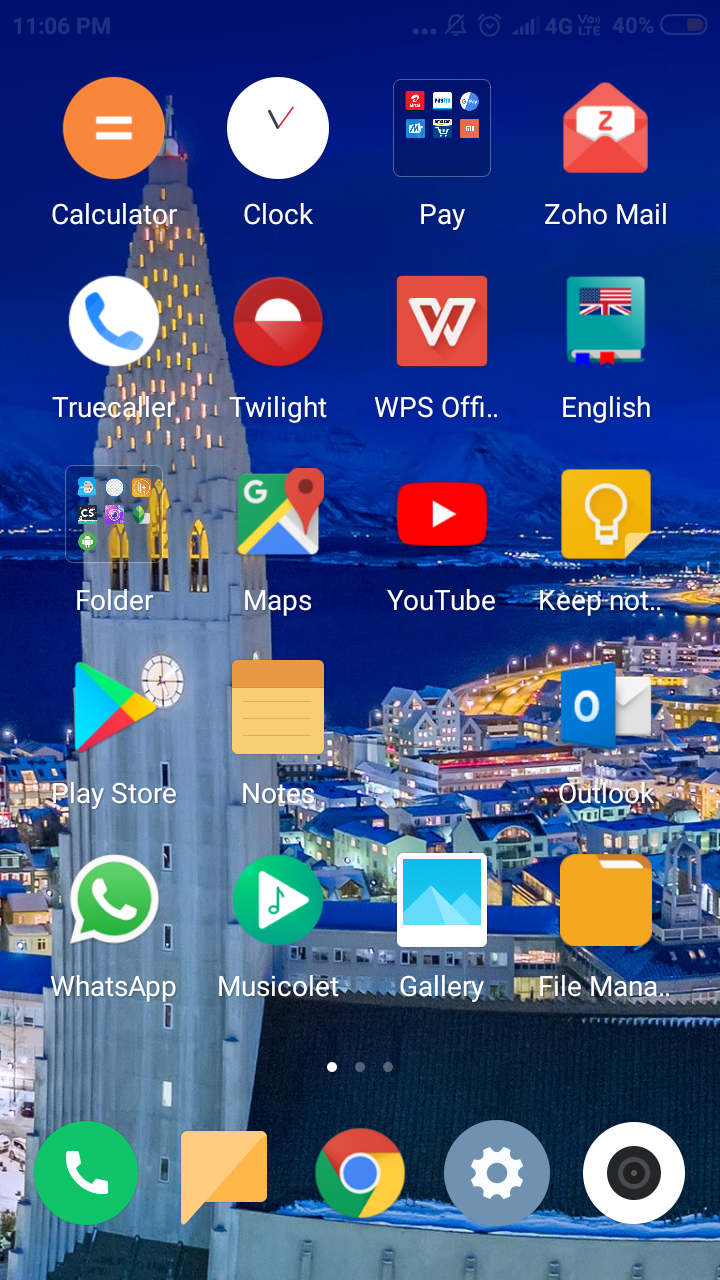 11:06 PM
4G Vo)) LTE 40%
Calculator
Clock
Pay
Zoho Mail
Truecaller
Twilight
WPS Offi..
English
Folder
Maps
YouTube
Keep not..
Play Store
Notes
Outlook
WhatsApp
Musicolet
Gallery
File Mana..